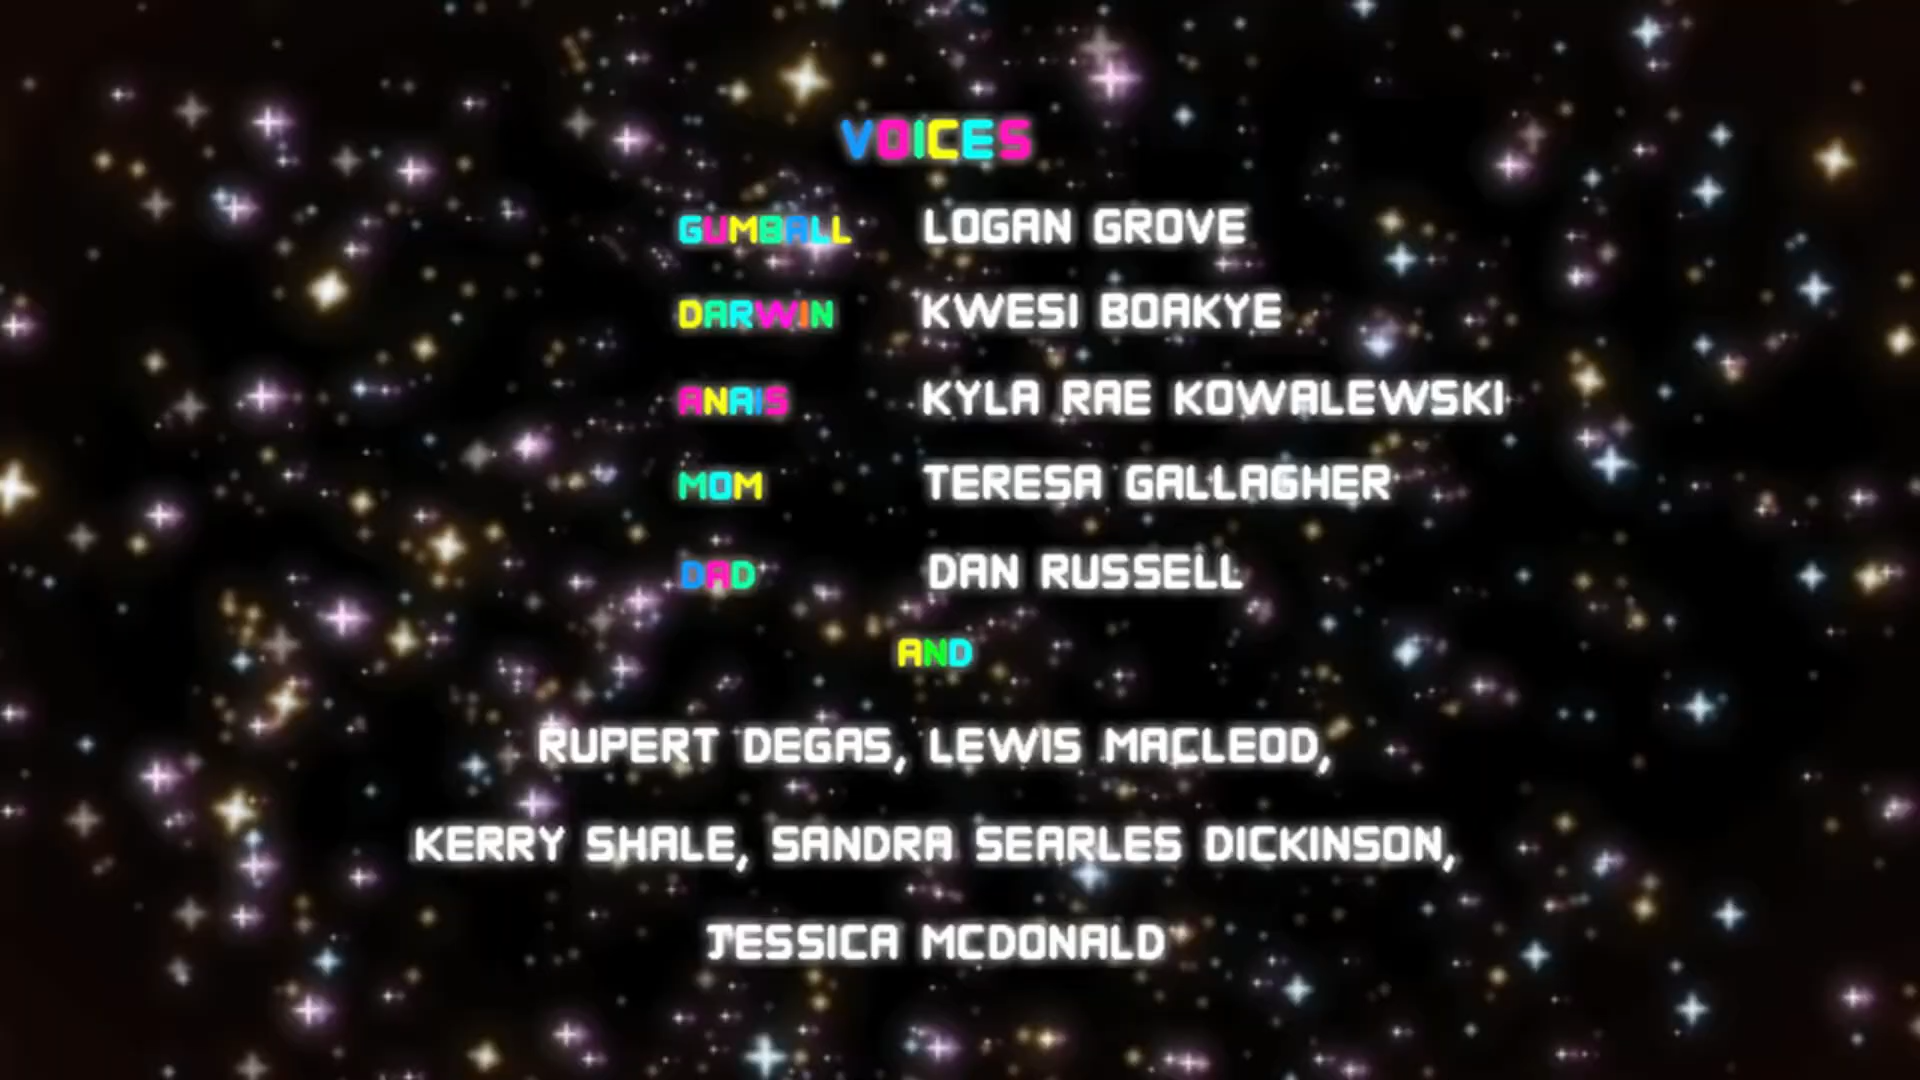 VOICES
GUMBALL LOGAN GROVE
DARWIN KWESI BOAKYE
ANAIS KYLA RAE KOWALEWSKI
MOM TERESA GALLAGHER
DAD DAN RUSSELL
AND
RUPERT DEGAS, LEWIS MACLEOD,
KERRY SHALE, SANDRA SEARLES DICKINSON,
JESSICA MCDONALD